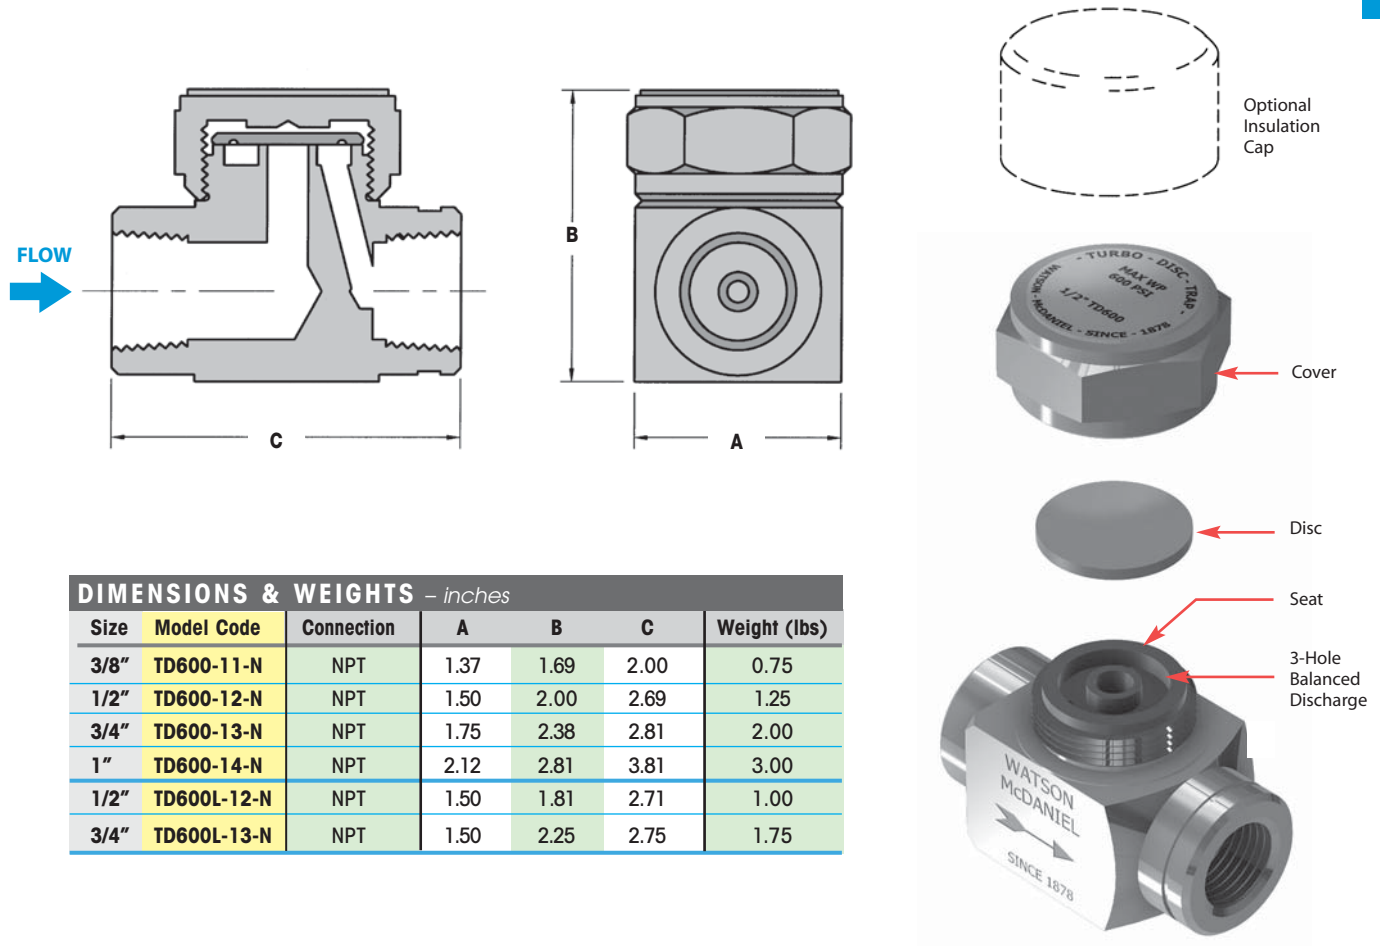 FLOW
B
C
A
Optional
Insulation
Cap
- TURBO - DISC - TRAP -
WATSON - McDANIEL - SINCE - 1878
MAX WP
600 PSI
1/2" TD600
Cover
Disc
Seat
3-Hole
Balanced
Discharge
WATSON
McDANIEL
SINCE 1878
DIMENSIONS & WEIGHTS – inches
Size Model Code Connection A B C Weight (lbs)
3/8″ TD600-11-N NPT 1.37 1.69 2.00 0.75
1/2″ TD600-12-N NPT 1.50 2.00 2.69 1.25
3/4″ TD600-13-N NPT 1.75 2.38 2.81 2.00
1″ TD600-14-N NPT 2.12 2.81 3.81 3.00
1/2″ TD600L-12-N NPT 1.50 1.81 2.71 1.00
3/4″ TD600L-13-N NPT 1.50 2.25 2.75 1.75